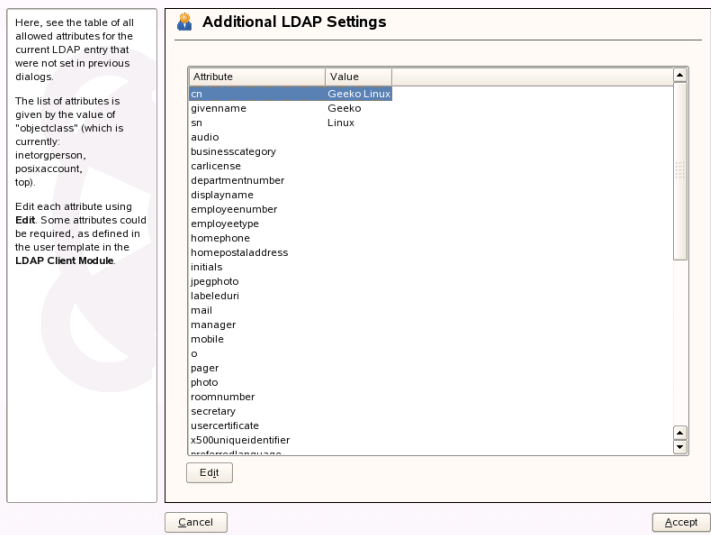 Here, see the table of all
allowed attributes for the
current LDAP entry that
were not set in previous
dialogs.
The list of attributes is
given by the value of
"objectclass" (which is
currently:
inetorgperson,
posixaccount,
top).
Edit each attribute using
Edit. Some attributes could
be required, as defined in
the user template in the
LDAP Client Module.
Additional LDAP Settings
Attribute Value
cn Geeko Linux
givenname Geeko
sn Linux
audio
businesscategory
carlicense
departmentnumber
displayname
employeenumber
employeetype
homephone
homepostaladdress
initials
jpegphoto
labeleduri
mail
manager
mobile
o
pager
photo
roomnumber
secretary
usercertificate
x500uniqueidentifier
preferredlanguage
Edit
Cancel Accept